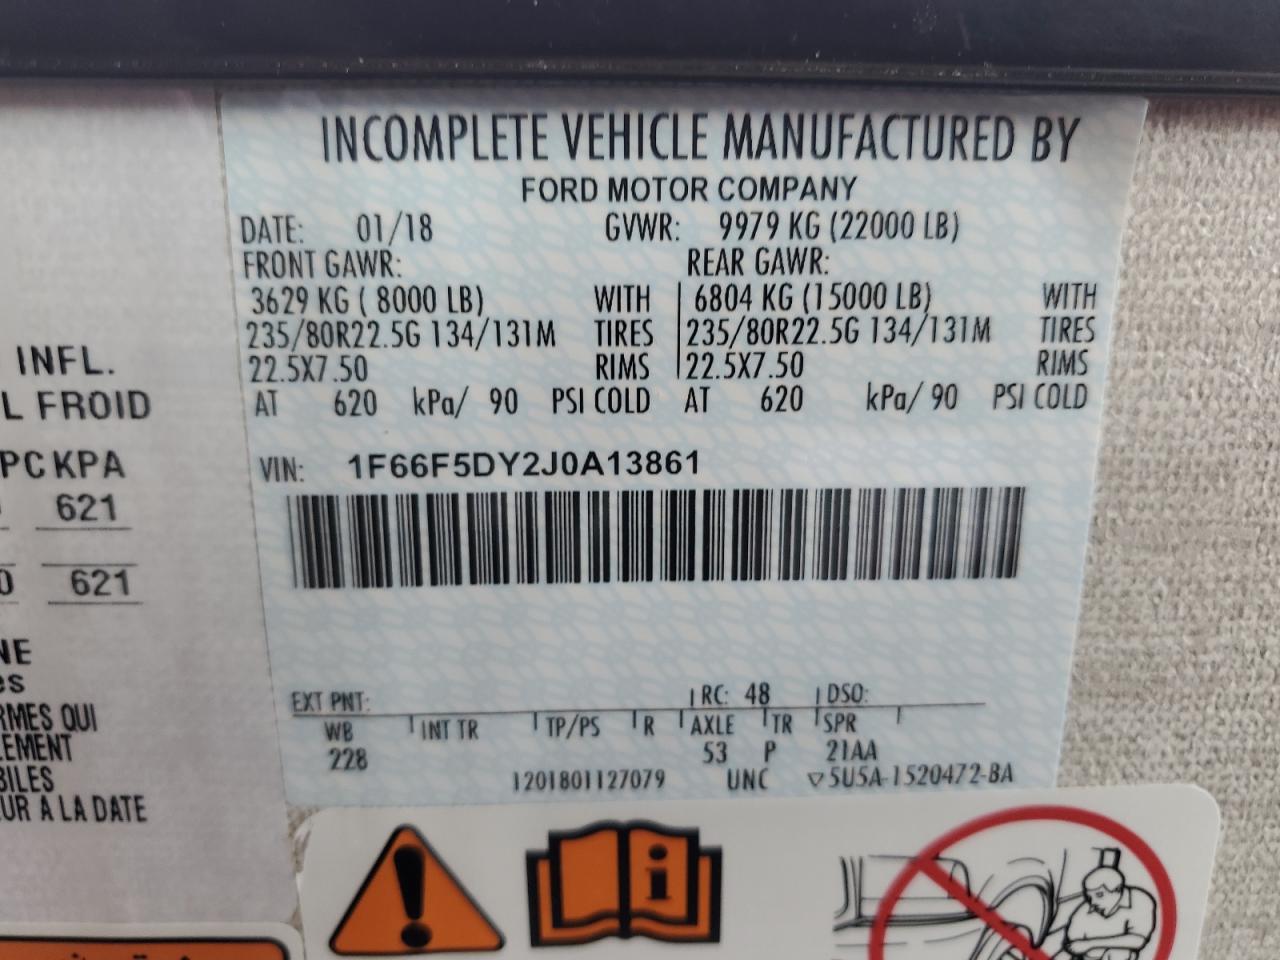 INCOMPLETE VEHICLE MANUFACTURED BY
FORD MOTOR COMPANY
DATE: 01/18 GVWR: 9979 KG (22000 LB)
FRONT GAWR: REAR GAWR:
3629 KG ( 8000 LB) WITH 6804 KG (15000 LB) WITH
235/80R22.5G 134/131M TIRES 235/80R22.5G 134/131M TIRES
22.5X7.50 RIMS 22.5X7.50 RIMS
AT 620 kPa/ 90 PSI COLD AT 620 kPa/ 90 PSI COLD
VIN: 1F66F5DY2J0A13861
EXT PNT: RC: 48 DSO:
WB INT TR TP/PS R AXLE TR SPR
228 53 P 21AA
1201801127079 UNC ▽5U5A-1520472-BA
INFL.
L FROID
PC KPA
621
0 621
NE
es
RMES QUI
LEMENT
BILES
UR A LA DATE